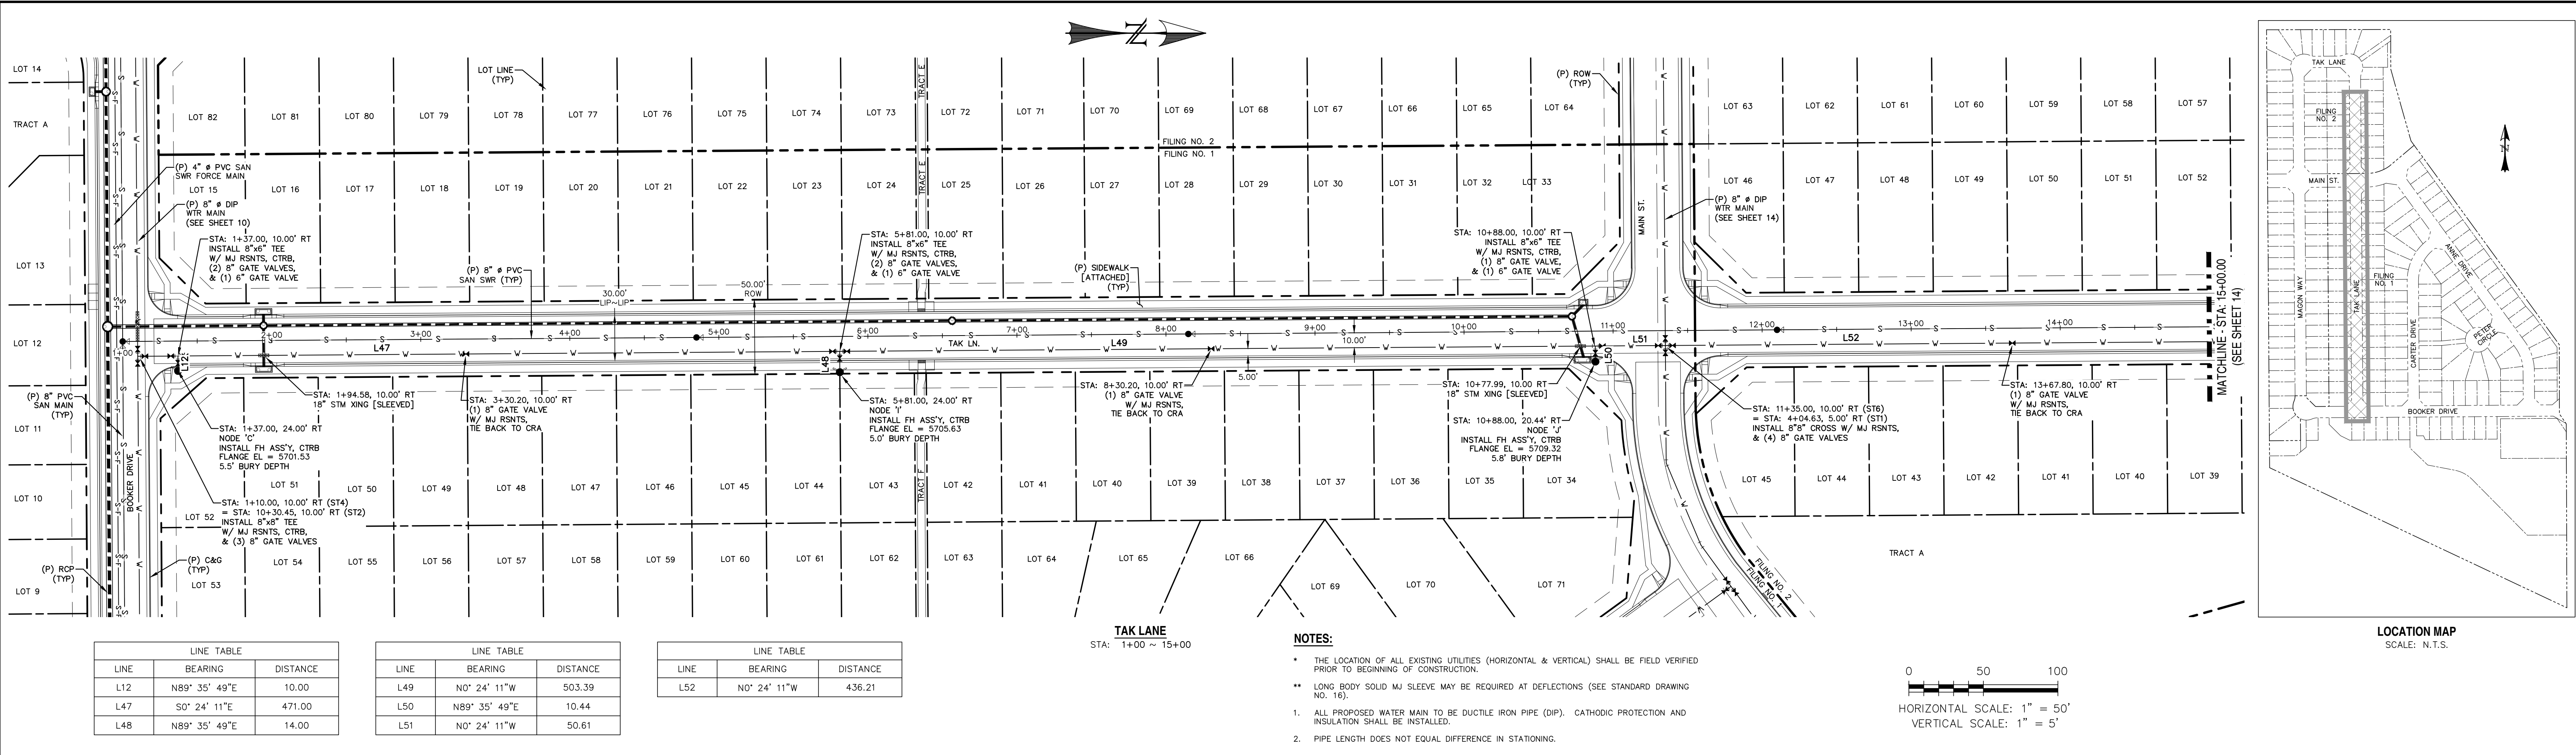 N
LOT 14
TRACT A
LOT 13
LOT 12
LOT 11
LOT 10
LOT 9
LOT LINE
(TYP)
(P) ROW
(TYP)
LOT 82
LOT 81
LOT 80
LOT 79
LOT 78
LOT 77
LOT 76
LOT 75
LOT 74
LOT 73
TRACT E
LOT 72
LOT 71
LOT 70
LOT 69
LOT 68
LOT 67
LOT 66
LOT 65
LOT 64
LOT 63
LOT 62
LOT 61
LOT 60
LOT 59
LOT 58
LOT 57
FILING NO. 2
FILING NO. 1
(P) 4" ø PVC SAN
SWR FORCE MAIN
LOT 15
LOT 16
LOT 17
LOT 18
LOT 19
LOT 20
LOT 21
LOT 22
LOT 23
LOT 24
TRACT E
LOT 25
LOT 26
LOT 27
LOT 28
LOT 29
LOT 30
LOT 31
LOT 32
LOT 33
LOT 46
LOT 47
LOT 48
LOT 49
LOT 50
LOT 51
LOT 52
(P) 8" ø DIP
WTR MAIN
(SEE SHEET 10)
(P) 8" ø DIP
WTR MAIN
(SEE SHEET 14)
MAIN ST.
STA: 1+37.00, 10.00' RT
INSTALL 8"x6" TEE
W/ MJ RSNTS, CTRB,
(2) 8" GATE VALVES,
& (1) 6" GATE VALVE
STA: 5+81.00, 10.00' RT
INSTALL 8"x6" TEE
W/ MJ RSNTS, CTRB,
(2) 8" GATE VALVES,
& (1) 6" GATE VALVE
STA: 10+88.00, 10.00' RT
INSTALL 8"x6" TEE
W/ MJ RSNTS, CTRB,
(1) 8" GATE VALVE,
& (1) 6" GATE VALVE
(P) 8" ø PVC
SAN SWR (TYP)
(P) SIDEWALK
[ATTACHED]
(TYP)
30.00'
LIP~LIP
50.00'
ROW
1+00
2+00
3+00
4+00
5+00
6+00
7+00
8+00
9+00
10+00
11+00
12+00
13+00
14+00
TAK LN.
10.00'
5.00'
L12
L47
L48
L49
L50
L51
L52
MATCHLINE - STA: 15+00.00
(SEE SHEET 14)
(P) 8" PVC
SAN MAIN
(TYP)
STA: 1+94.58, 10.00' RT
18" STM XING [SLEEVED]
STA: 3+30.20, 10.00' RT
(1) 8" GATE VALVE
W/ MJ RSNTS,
TIE BACK TO CRA
STA: 5+81.00, 24.00' RT
NODE 'I'
INSTALL FH ASS'Y, CTRB
FLANGE EL = 5705.63
5.0' BURY DEPTH
STA: 8+30.20, 10.00' RT
(1) 8" GATE VALVE
W/ MJ RSNTS,
TIE BACK TO CRA
STA: 10+77.99, 10.00 RT
18" STM XING [SLEEVED]
STA: 10+88.00, 20.44' RT
NODE 'J'
INSTALL FH ASS'Y, CTRB
FLANGE EL = 5709.32
5.8' BURY DEPTH
STA: 11+35.00, 10.00' RT (ST6)
= STA: 4+04.63, 5.00' RT (ST1)
INSTALL 8"8" CROSS W/ MJ RSNTS,
& (4) 8" GATE VALVES
STA: 13+67.80, 10.00' RT
(1) 8" GATE VALVE
W/ MJ RSNTS,
TIE BACK TO CRA
STA: 1+37.00, 24.00' RT
NODE 'C'
INSTALL FH ASS'Y, CTRB
FLANGE EL = 5701.53
5.5' BURY DEPTH
BOOKER DRIVE
STA: 1+10.00, 10.00' RT (ST4)
= STA: 10+30.45, 10.00' RT (ST2)
INSTALL 8"x8" TEE
W/ MJ RSNTS, CTRB,
& (3) 8" GATE VALVES
LOT 52
LOT 51
LOT 50
LOT 49
LOT 48
LOT 47
LOT 46
LOT 45
LOT 44
LOT 43
TRACT F
LOT 42
LOT 41
LOT 40
LOT 39
LOT 38
LOT 37
LOT 36
LOT 35
LOT 34
LOT 45
LOT 44
LOT 43
LOT 42
LOT 41
LOT 40
LOT 39
(P) RCP
(TYP)
(P) C&G
(TYP)
LOT 53
LOT 54
LOT 55
LOT 56
LOT 57
LOT 58
LOT 59
LOT 60
LOT 61
LOT 62
LOT 63
LOT 64
LOT 65
LOT 66
LOT 69
LOT 70
LOT 71
TRACT A
FILING NO. 2
FILING NO. 1
TAK LANE
FILING
NO. 2
MAIN ST.
ANNE DRIVE
MAGON WAY
TAK LANE
FILING
NO. 1
CARTER DRIVE
PETER
CIRCLE
BOOKER DRIVE
N
LOCATION MAP
SCALE: N.T.S.
TAK LANE
STA: 1+00 ~ 15+00
LINE TABLE
LINE BEARING DISTANCE
L12 N89° 35' 49"E 10.00
L47 S0° 24' 11"E 471.00
L48 N89° 35' 49"E 14.00
LINE TABLE
LINE BEARING DISTANCE
L49 N0° 24' 11"W 503.39
L50 N89° 35' 49"E 10.44
L51 N0° 24' 11"W 50.61
LINE TABLE
LINE BEARING DISTANCE
L52 N0° 24' 11"W 436.21
NOTES:
* THE LOCATION OF ALL EXISTING UTILITIES (HORIZONTAL & VERTICAL) SHALL BE FIELD VERIFIED
PRIOR TO BEGINNING OF CONSTRUCTION.
** LONG BODY SOLID MJ SLEEVE MAY BE REQUIRED AT DEFLECTIONS (SEE STANDARD DRAWING
NO. 16).
1. ALL PROPOSED WATER MAIN TO BE DUCTILE IRON PIPE (DIP). CATHODIC PROTECTION AND
INSULATION SHALL BE INSTALLED.
2. PIPE LENGTH DOES NOT EQUAL DIFFERENCE IN STATIONING.
0 50 100
HORIZONTAL SCALE: 1" = 50'
VERTICAL SCALE: 1" = 5'